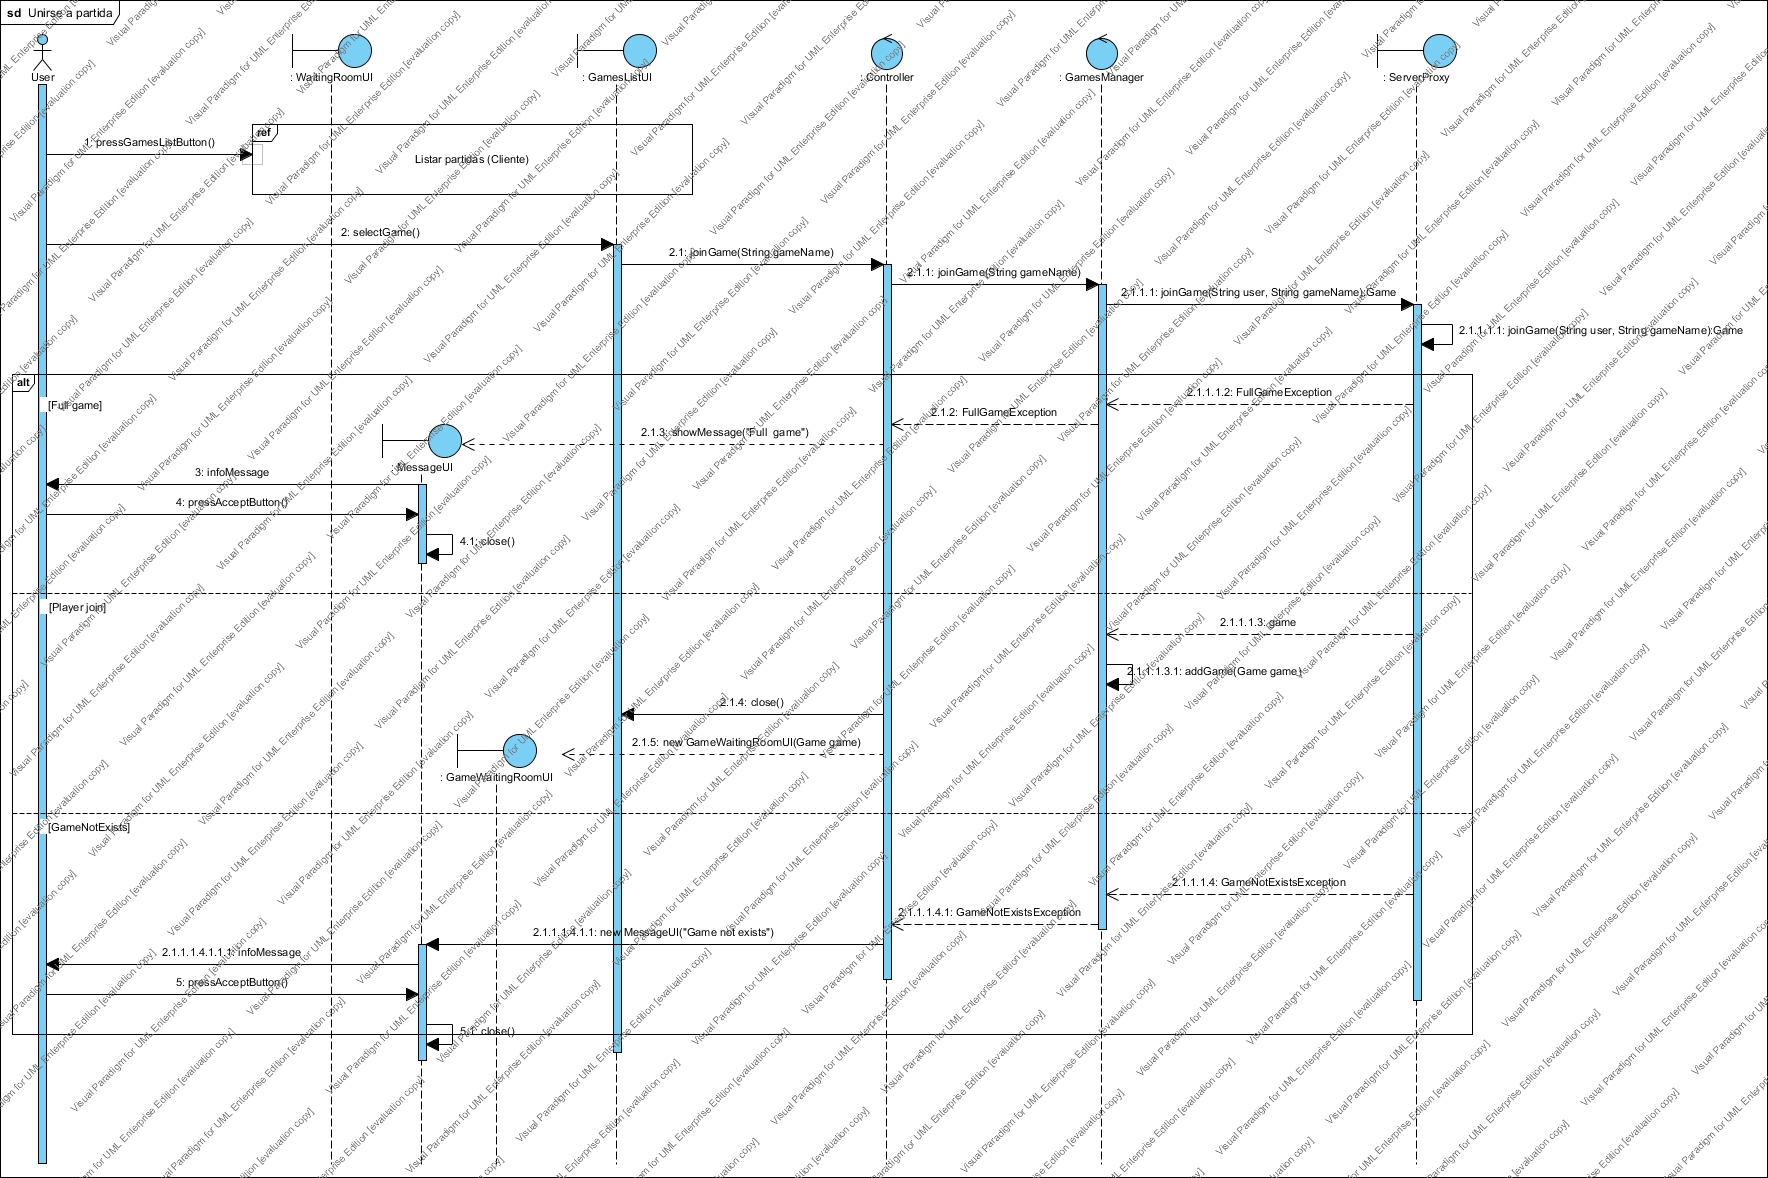 sd Unirse a partida
User
: WaitingRoomUI
: GamesListUI
: Controller
: GamesManager
: ServerProxy
1: pressGamesListButton()
ref
Listar partidas (Cliente)
2: selectGame()
2.1: joinGame(String gameName)
2.1.1: joinGame(String gameName)
2.1.1.1: joinGame(String user, String gameName):Game
2.1.1.1.1: joinGame(String user, String gameName):Game
alt
[Full game]
2.1.1.1.2: FullGameException
2.1.2: FullGameException
2.1.3: showMessage("Full game")
: MessageUI
3: infoMessage
4: pressAcceptButton()
4.1: close()
[Player join]
2.1.1.1.3: game
2.1.1.1.3.1: addGame(Game game)
2.1.4: close()
2.1.5: new GameWaitingRoomUI(Game game)
: GameWaitingRoomUI
[GameNotExists]
2.1.1.1.4: GameNotExistsException
2.1.1.1.4.1: GameNotExistsException
2.1.1.1.4.1.1: new MessageUI("Game not exists")
2.1.1.1.4.1.1.1: infoMessage
5: pressAcceptButton()
5.1: close()
Visual Paradigm for UML Enterprise Edition [evaluation copy]